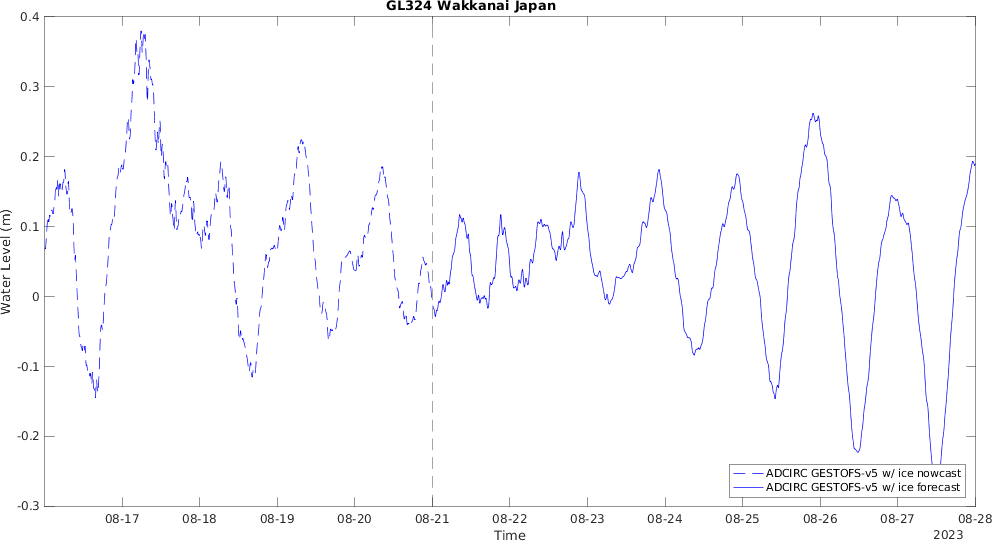 GL324 Wakkanai Japan
0.4
0.3
0.2
0.1
0
-0.1
-0.2
-0.3
Water Level (m)
ADCIRC GESTOFS-v5 w/ ice nowcast
ADCIRC GESTOFS-v5 w/ ice forecast
08-17 08-18 08-19 08-20 08-21 08-22 08-23 08-24 08-25 08-26 08-27 08-28
Time
2023